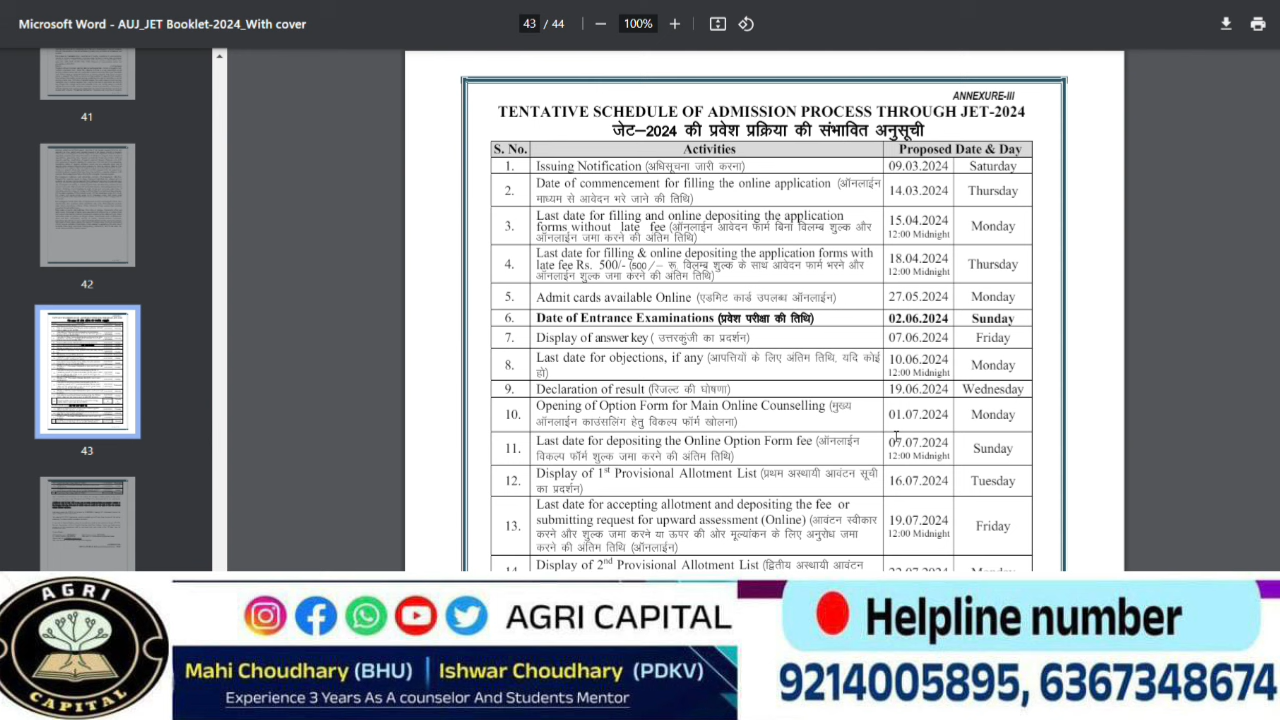 Microsoft Word - AUJ_JET Booklet-2024_With cover
43 / 44
100%
41
42
43
ANNEXURE-III
TENTATIVE SCHEDULE OF ADMISSION PROCESS THROUGH JET-2024
जेट–2024 की प्रवेश प्रक्रिया की संभावित अनुसूची
S. No. Activities Proposed Date & Day
1. Issuing Notification (अधिसूचना जारी करना) 09.03.2024 Saturday
2. Date of commencement for filling the online application (ऑनलाईन माध्यम से आवेदन भरे जाने की तिथि) 14.03.2024 Thursday
3. Last date for filling and online depositing the application forms without late fee (ऑनलाईन आवेदन फार्म बिना विलम्ब शुल्क और ऑनलाईन जमा करने की अंतिम तिथि) 15.04.2024 12:00 Midnight Monday
4. Last date for filling & online depositing the application forms with late fee Rs. 500/- (500/– रू. विलम्ब शुल्क के साथ आवेदन फार्म भरने और ऑनलाईन शुल्क जमा करने की अंतिम तिथि) 18.04.2024 12:00 Midnight Thursday
5. Admit cards available Online (एडमिट कार्ड उपलब्ध ऑनलाईन) 27.05.2024 Monday
6. Date of Entrance Examinations (प्रवेश परीक्षा की तिथि) 02.06.2024 Sunday
7. Display of answer key ( उत्तरकुंजी का प्रदर्शन) 07.06.2024 Friday
8. Last date for objections, if any (आपत्तियों के लिए अंतिम तिथि, यदि कोई हो) 10.06.2024 12:00 Midnight Monday
9. Declaration of result (रिजल्ट की घोषणा) 19.06.2024 Wednesday
10. Opening of Option Form for Main Online Counselling (मुख्य ऑनलाईन काउंसलिंग हेतु विकल्प फॉर्म खोलना) 01.07.2024 Monday
11. Last date for depositing the Online Option Form fee (ऑनलाईन विकल्प फॉर्म शुल्क जमा करने की अंतिम तिथि) 07.07.2024 12:00 Midnight Sunday
12. Display of 1st Provisional Allotment List (प्रथम अस्थायी आवंटन सूची का प्रदर्शन) 16.07.2024 Tuesday
13. Last date for accepting allotment and depositing the fee or submitting request for upward assessment (Online) (आवंटन स्वीकार करने और शुल्क जमा करने या ऊपर की ओर मूल्यांकन के लिए अनुरोध जमा करने की अंतिम तिथि (ऑनलाईन) 19.07.2024 12:00 Midnight Friday
Display of 2nd Provisional Allotment List (द्वितीय अस्थायी आवंटन
AGRI CAPITAL
AGRI CAPITAL
Mahi Choudhary (BHU) | Ishwar Choudhary (PDKV)
Experience 3 Years As A counselor And Students Mentor
Helpline number
9214005895, 6367348674